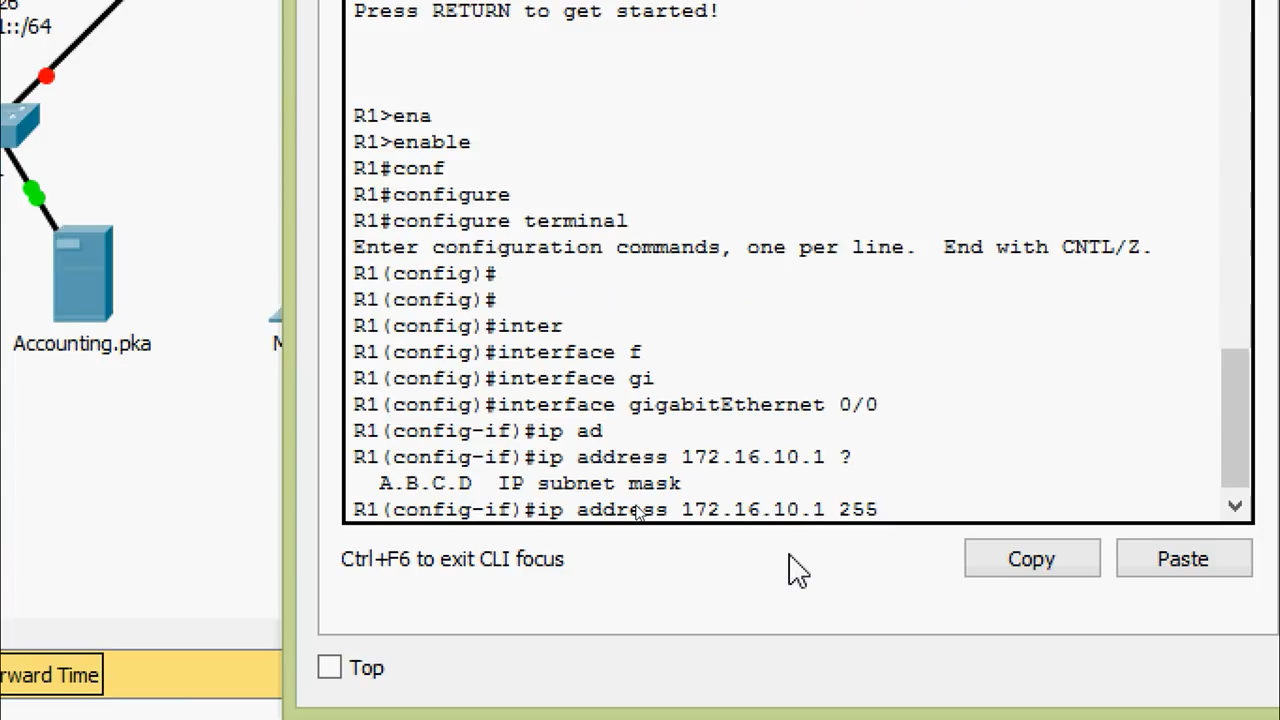 26
1::/64
Accounting.pka
M
rward Time
Press RETURN to get started!
R1>ena
R1>enable
R1#conf
R1#configure
R1#configure terminal
Enter configuration commands, one per line.  End with CNTL/Z.
R1(config)#
R1(config)#
R1(config)#inter
R1(config)#interface f
R1(config)#interface gi
R1(config)#interface gigabitEthernet 0/0
R1(config-if)#ip ad
R1(config-if)#ip address 172.16.10.1 ?
A.B.C.D  IP subnet mask
R1(config-if)#ip address 172.16.10.1 255
Ctrl+F6 to exit CLI focus
Copy
Paste
Top